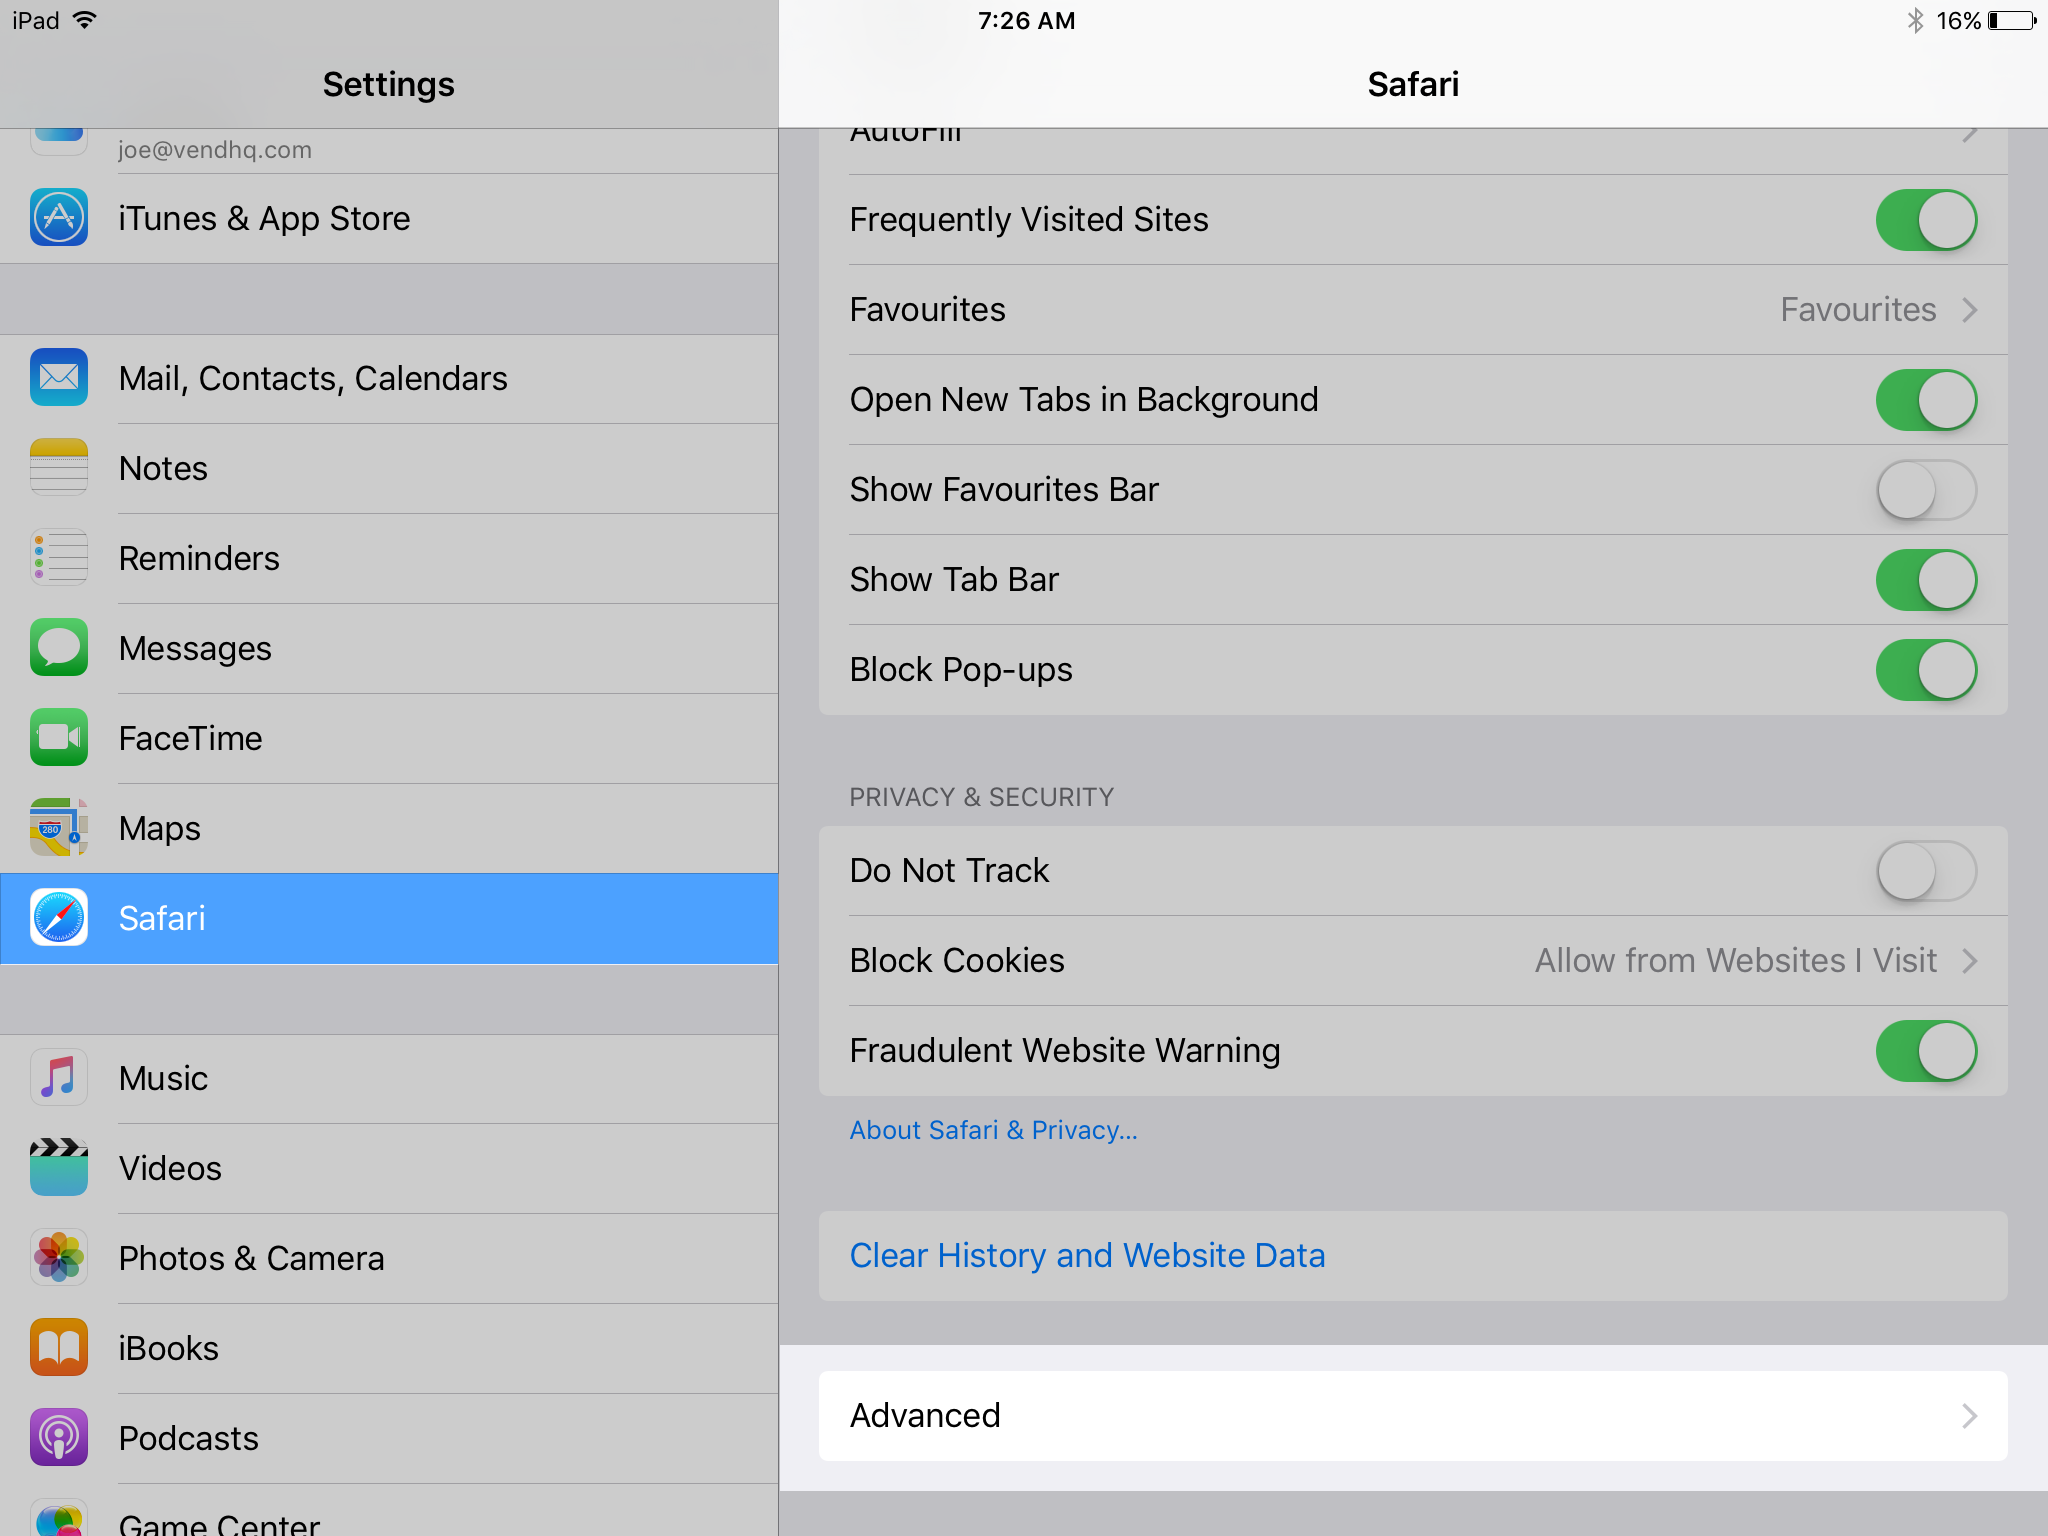 iPad 7:26 AM 16%
Settings
joe@vendhq.com
iTunes & App Store
Mail, Contacts, Calendars
Notes
Reminders
Messages
FaceTime
Maps
280
Safari
Music
Videos
Photos & Camera
iBooks
Podcasts
Game Center
Safari
AutoFill
Frequently Visited Sites
Favourites Favourites
Open New Tabs in Background
Show Favourites Bar
Show Tab Bar
Block Pop-ups
PRIVACY & SECURITY
Do Not Track
Block Cookies Allow from Websites I Visit
Fraudulent Website Warning
About Safari & Privacy...
Clear History and Website Data
Advanced